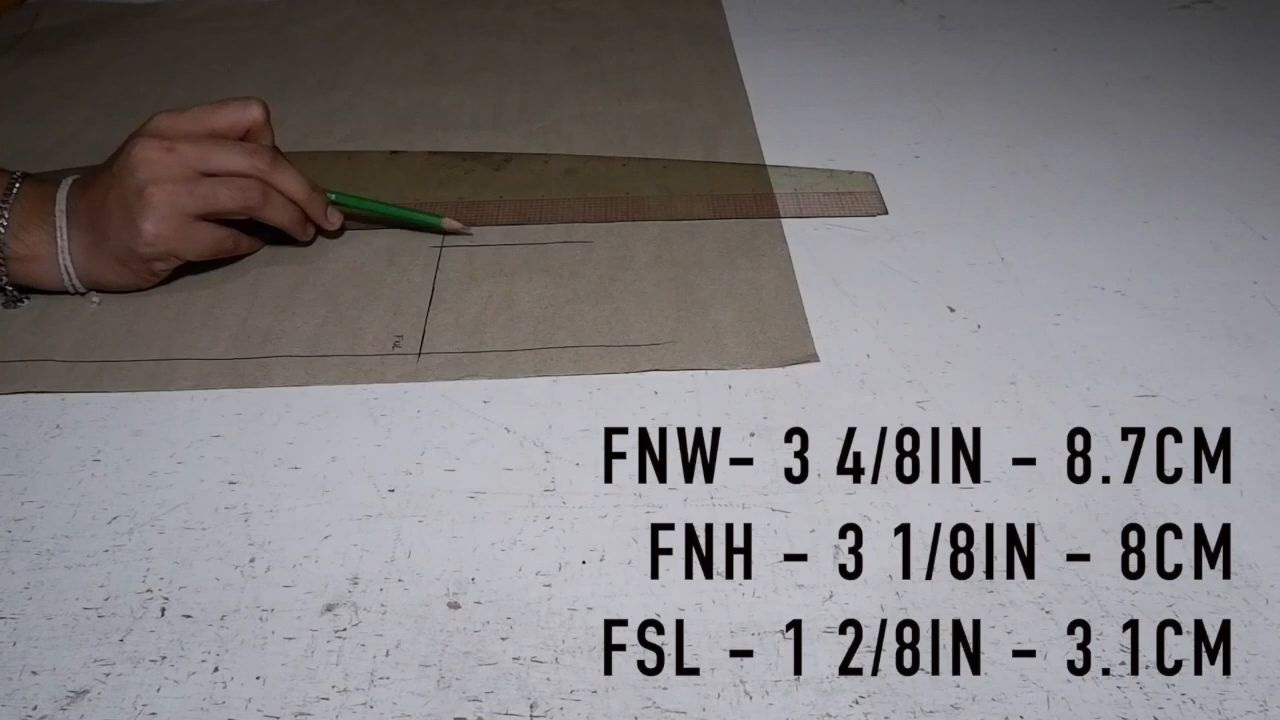 FNW- 3 4/8IN - 8.7CM
FNH - 3 1/8IN - 8CM
FSL - 1 2/8IN - 3.1CM